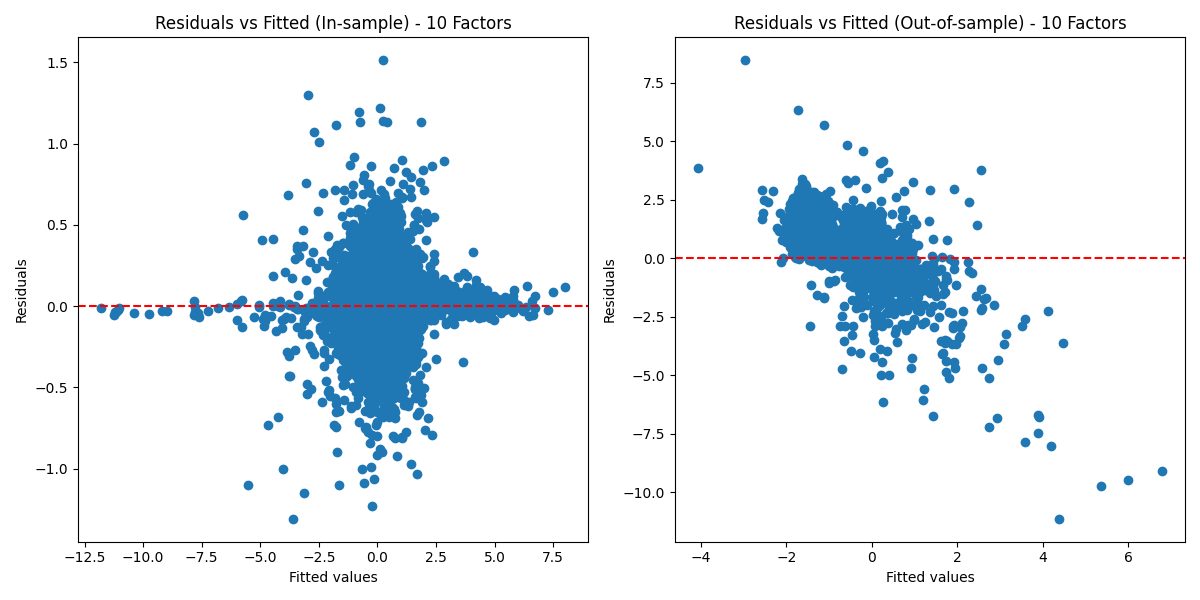 Residuals vs Fitted (In-sample) - 10 Factors
1.5
1.0
0.5
0.0
−0.5
−1.0
Residuals
−12.5 −10.0 −7.5 −5.0 −2.5 0.0 2.5 5.0 7.5
Fitted values
Residuals vs Fitted (Out-of-sample) - 10 Factors
7.5
5.0
2.5
0.0
−2.5
−5.0
−7.5
−10.0
Residuals
−4 −2 0 2 4 6
Fitted values